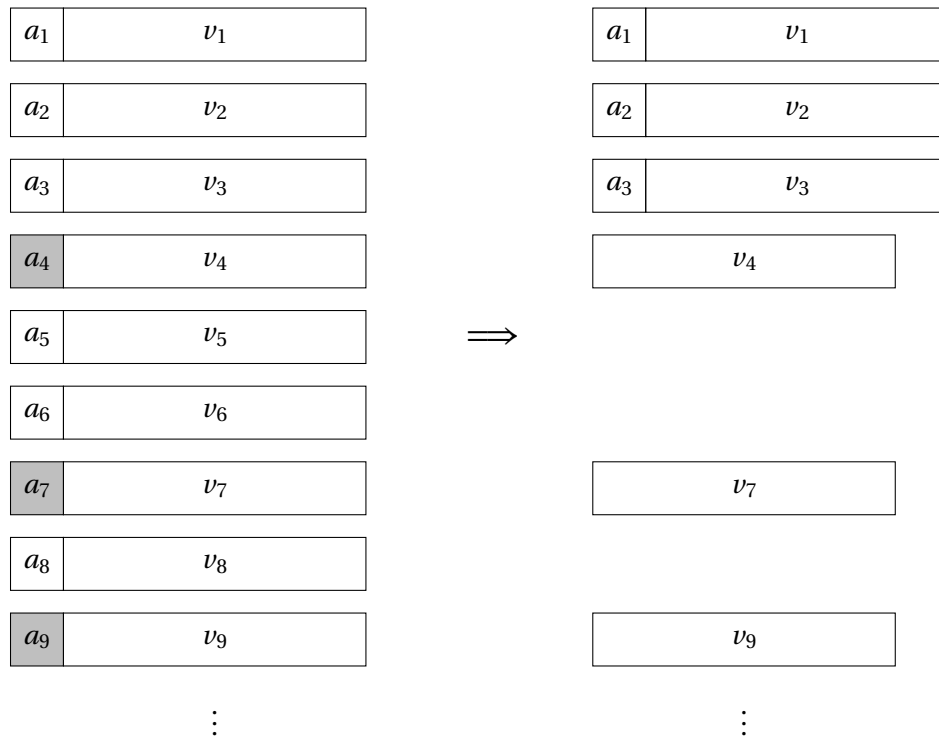 a₁ v₁ a₁ v₁
a₂ v₂ a₂ v₂
a₃ v₃ a₃ v₃
a₄ v₄ v₄
a₅ v₅ ⟹
a₆ v₆
a₇ v₇ v₇
a₈ v₈
a₉ v₉ v₉
⋮ ⋮